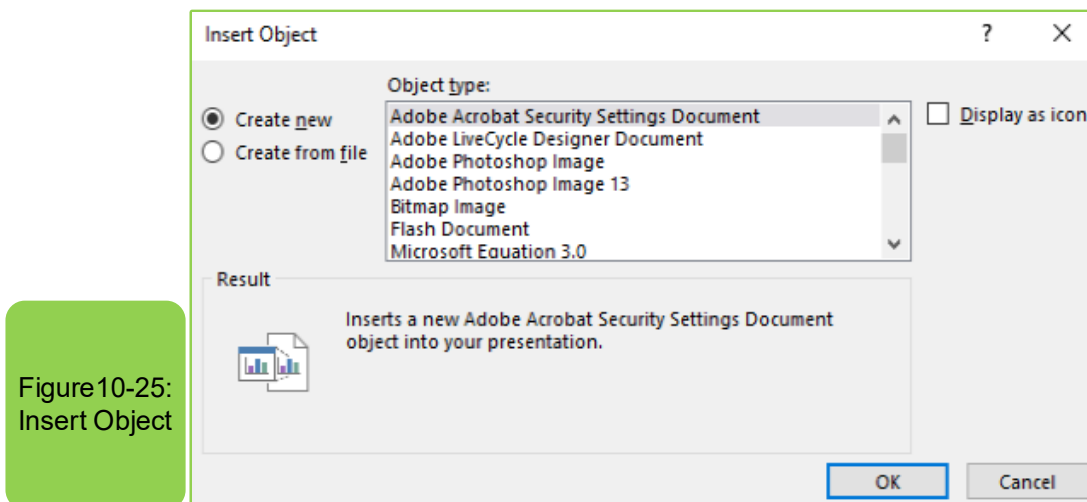 Insert Object
?
Object type:
Create new
Create from file
Adobe Acrobat Security Settings Document
Adobe LiveCycle Designer Document
Adobe Photoshop Image
Adobe Photoshop Image 13
Bitmap Image
Flash Document
Microsoft Equation 3.0
Display as icon
Result
Inserts a new Adobe Acrobat Security Settings Document
object into your presentation.
Figure10-25:
Insert Object
OK
Cancel